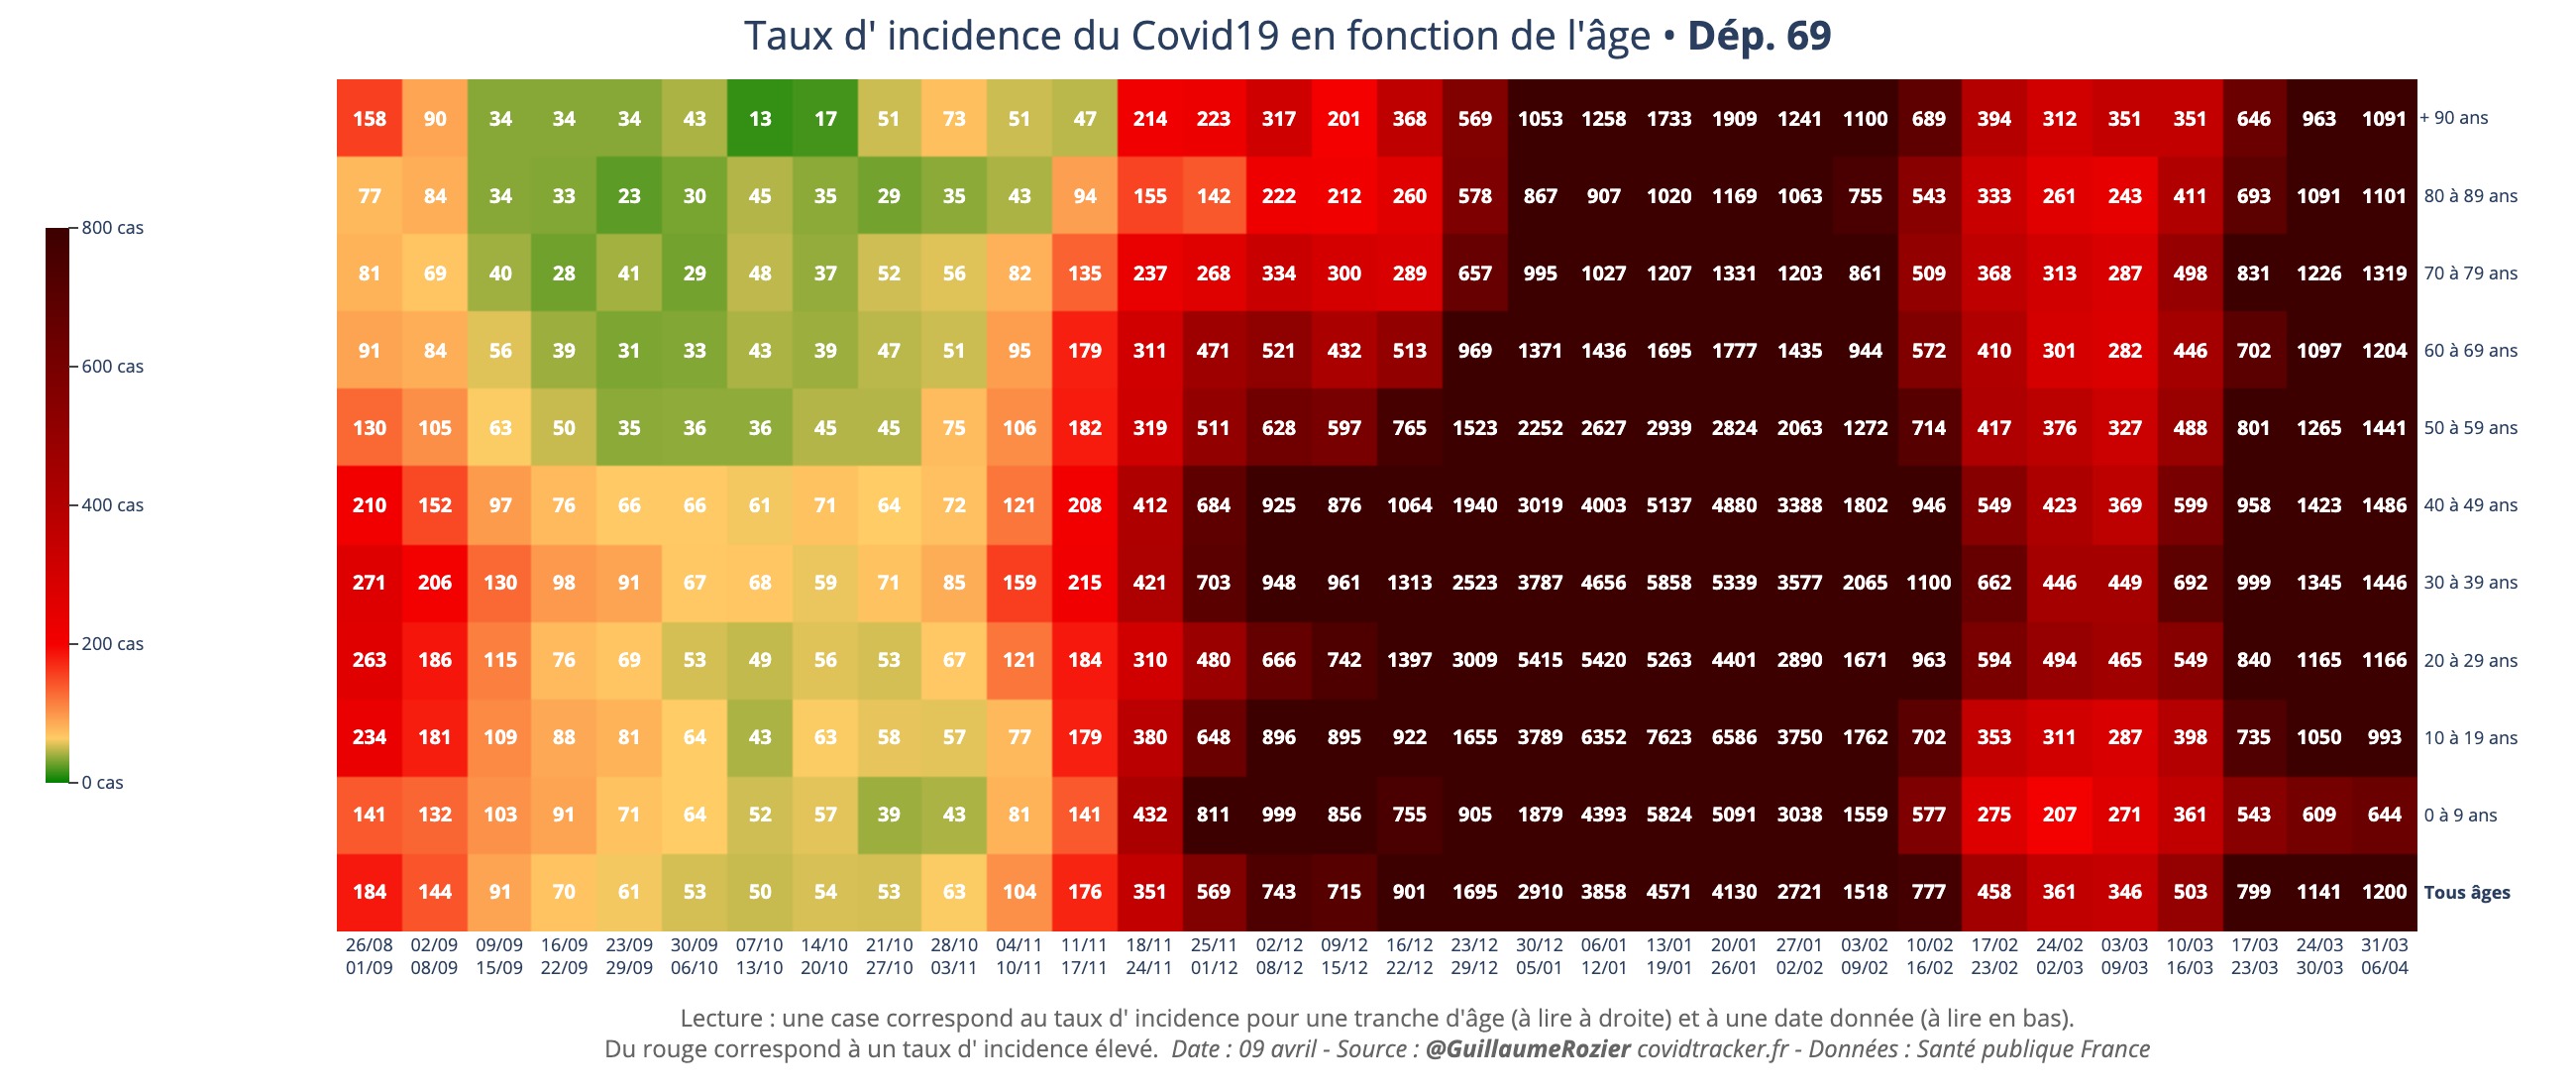 Taux d' incidence du Covid19 en fonction de l'âge • Dép. 69
800 cas
600 cas
400 cas
200 cas
0 cas
158 90 34 34 34 43 13 17 51 73 51 47 214 223 317 201 368 569 1053 1258 1733 1909 1241 1100 689 394 312 351 351 646 963 1091 + 90 ans
77 84 34 33 23 30 45 35 29 35 43 94 155 142 222 212 260 578 867 907 1020 1169 1063 755 543 333 261 243 411 693 1091 1101 80 à 89 ans
81 69 40 28 41 29 48 37 52 56 82 135 237 268 334 300 289 657 995 1027 1207 1331 1203 861 509 368 313 287 498 831 1226 1319 70 à 79 ans
91 84 56 39 31 33 43 39 47 51 95 179 311 471 521 432 513 969 1371 1436 1695 1777 1435 944 572 410 301 282 446 702 1097 1204 60 à 69 ans
130 105 63 50 35 36 36 45 45 75 106 182 319 511 628 597 765 1523 2252 2627 2939 2824 2063 1272 714 417 376 327 488 801 1265 1441 50 à 59 ans
210 152 97 76 66 66 61 71 64 72 121 208 412 684 925 876 1064 1940 3019 4003 5137 4880 3388 1802 946 549 423 369 599 958 1423 1486 40 à 49 ans
271 206 130 98 91 67 68 59 71 85 159 215 421 703 948 961 1313 2523 3787 4656 5858 5339 3577 2065 1100 662 446 449 692 999 1345 1446 30 à 39 ans
263 186 115 76 69 53 49 56 53 67 121 184 310 480 666 742 1397 3009 5415 5420 5263 4401 2890 1671 963 594 494 465 549 840 1165 1166 20 à 29 ans
234 181 109 88 81 64 43 63 58 57 77 179 380 648 896 895 922 1655 3789 6352 7623 6586 3750 1762 702 353 311 287 398 735 1050 993 10 à 19 ans
141 132 103 91 71 64 52 57 39 43 81 141 432 811 999 856 755 905 1879 4393 5824 5091 3038 1559 577 275 207 271 361 543 609 644 0 à 9 ans
184 144 91 70 61 53 50 54 53 63 104 176 351 569 743 715 901 1695 2910 3858 4571 4130 2721 1518 777 458 361 346 503 799 1141 1200 Tous âges
26/08 02/09 09/09 16/09 23/09 30/09 07/10 14/10 21/10 28/10 04/11 11/11 18/11 25/11 02/12 09/12 16/12 23/12 30/12 06/01 13/01 20/01 27/01 03/02 10/02 17/02 24/02 03/03 10/03 17/03 24/03 31/03
01/09 08/09 15/09 22/09 29/09 06/10 13/10 20/10 27/10 03/11 10/11 17/11 24/11 01/12 08/12 15/12 22/12 29/12 05/01 12/01 19/01 26/01 02/02 09/02 16/02 23/02 02/03 09/03 16/03 23/03 30/03 06/04
Lecture : une case correspond au taux d' incidence pour une tranche d'âge (à lire à droite) et à une date donnée (à lire en bas).
Du rouge correspond à un taux d' incidence élevé. Date : 09 avril - Source : @GuillaumeRozier covidtracker.fr - Données : Santé publique France